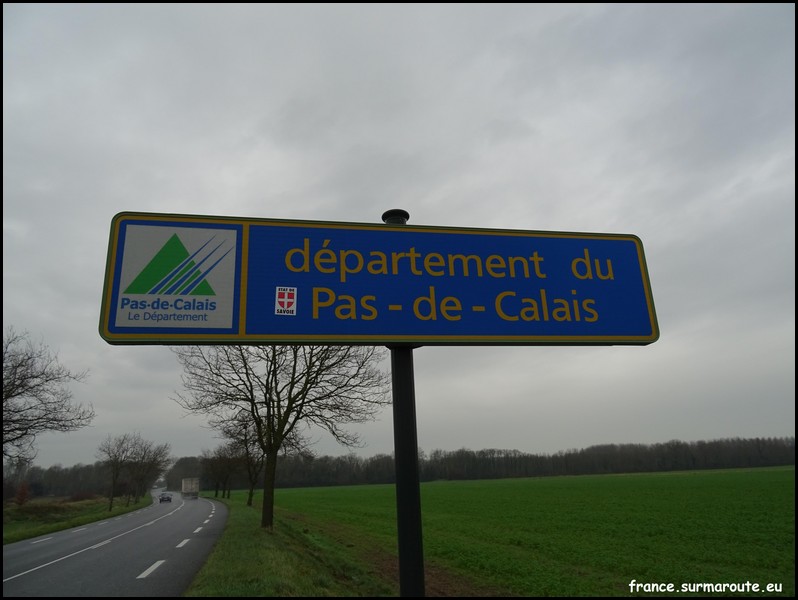 département du
Pas-de-Calais
Pas-de-Calais
Le Département
ETAT DE
SAVOIE
france.surmaroute.eu